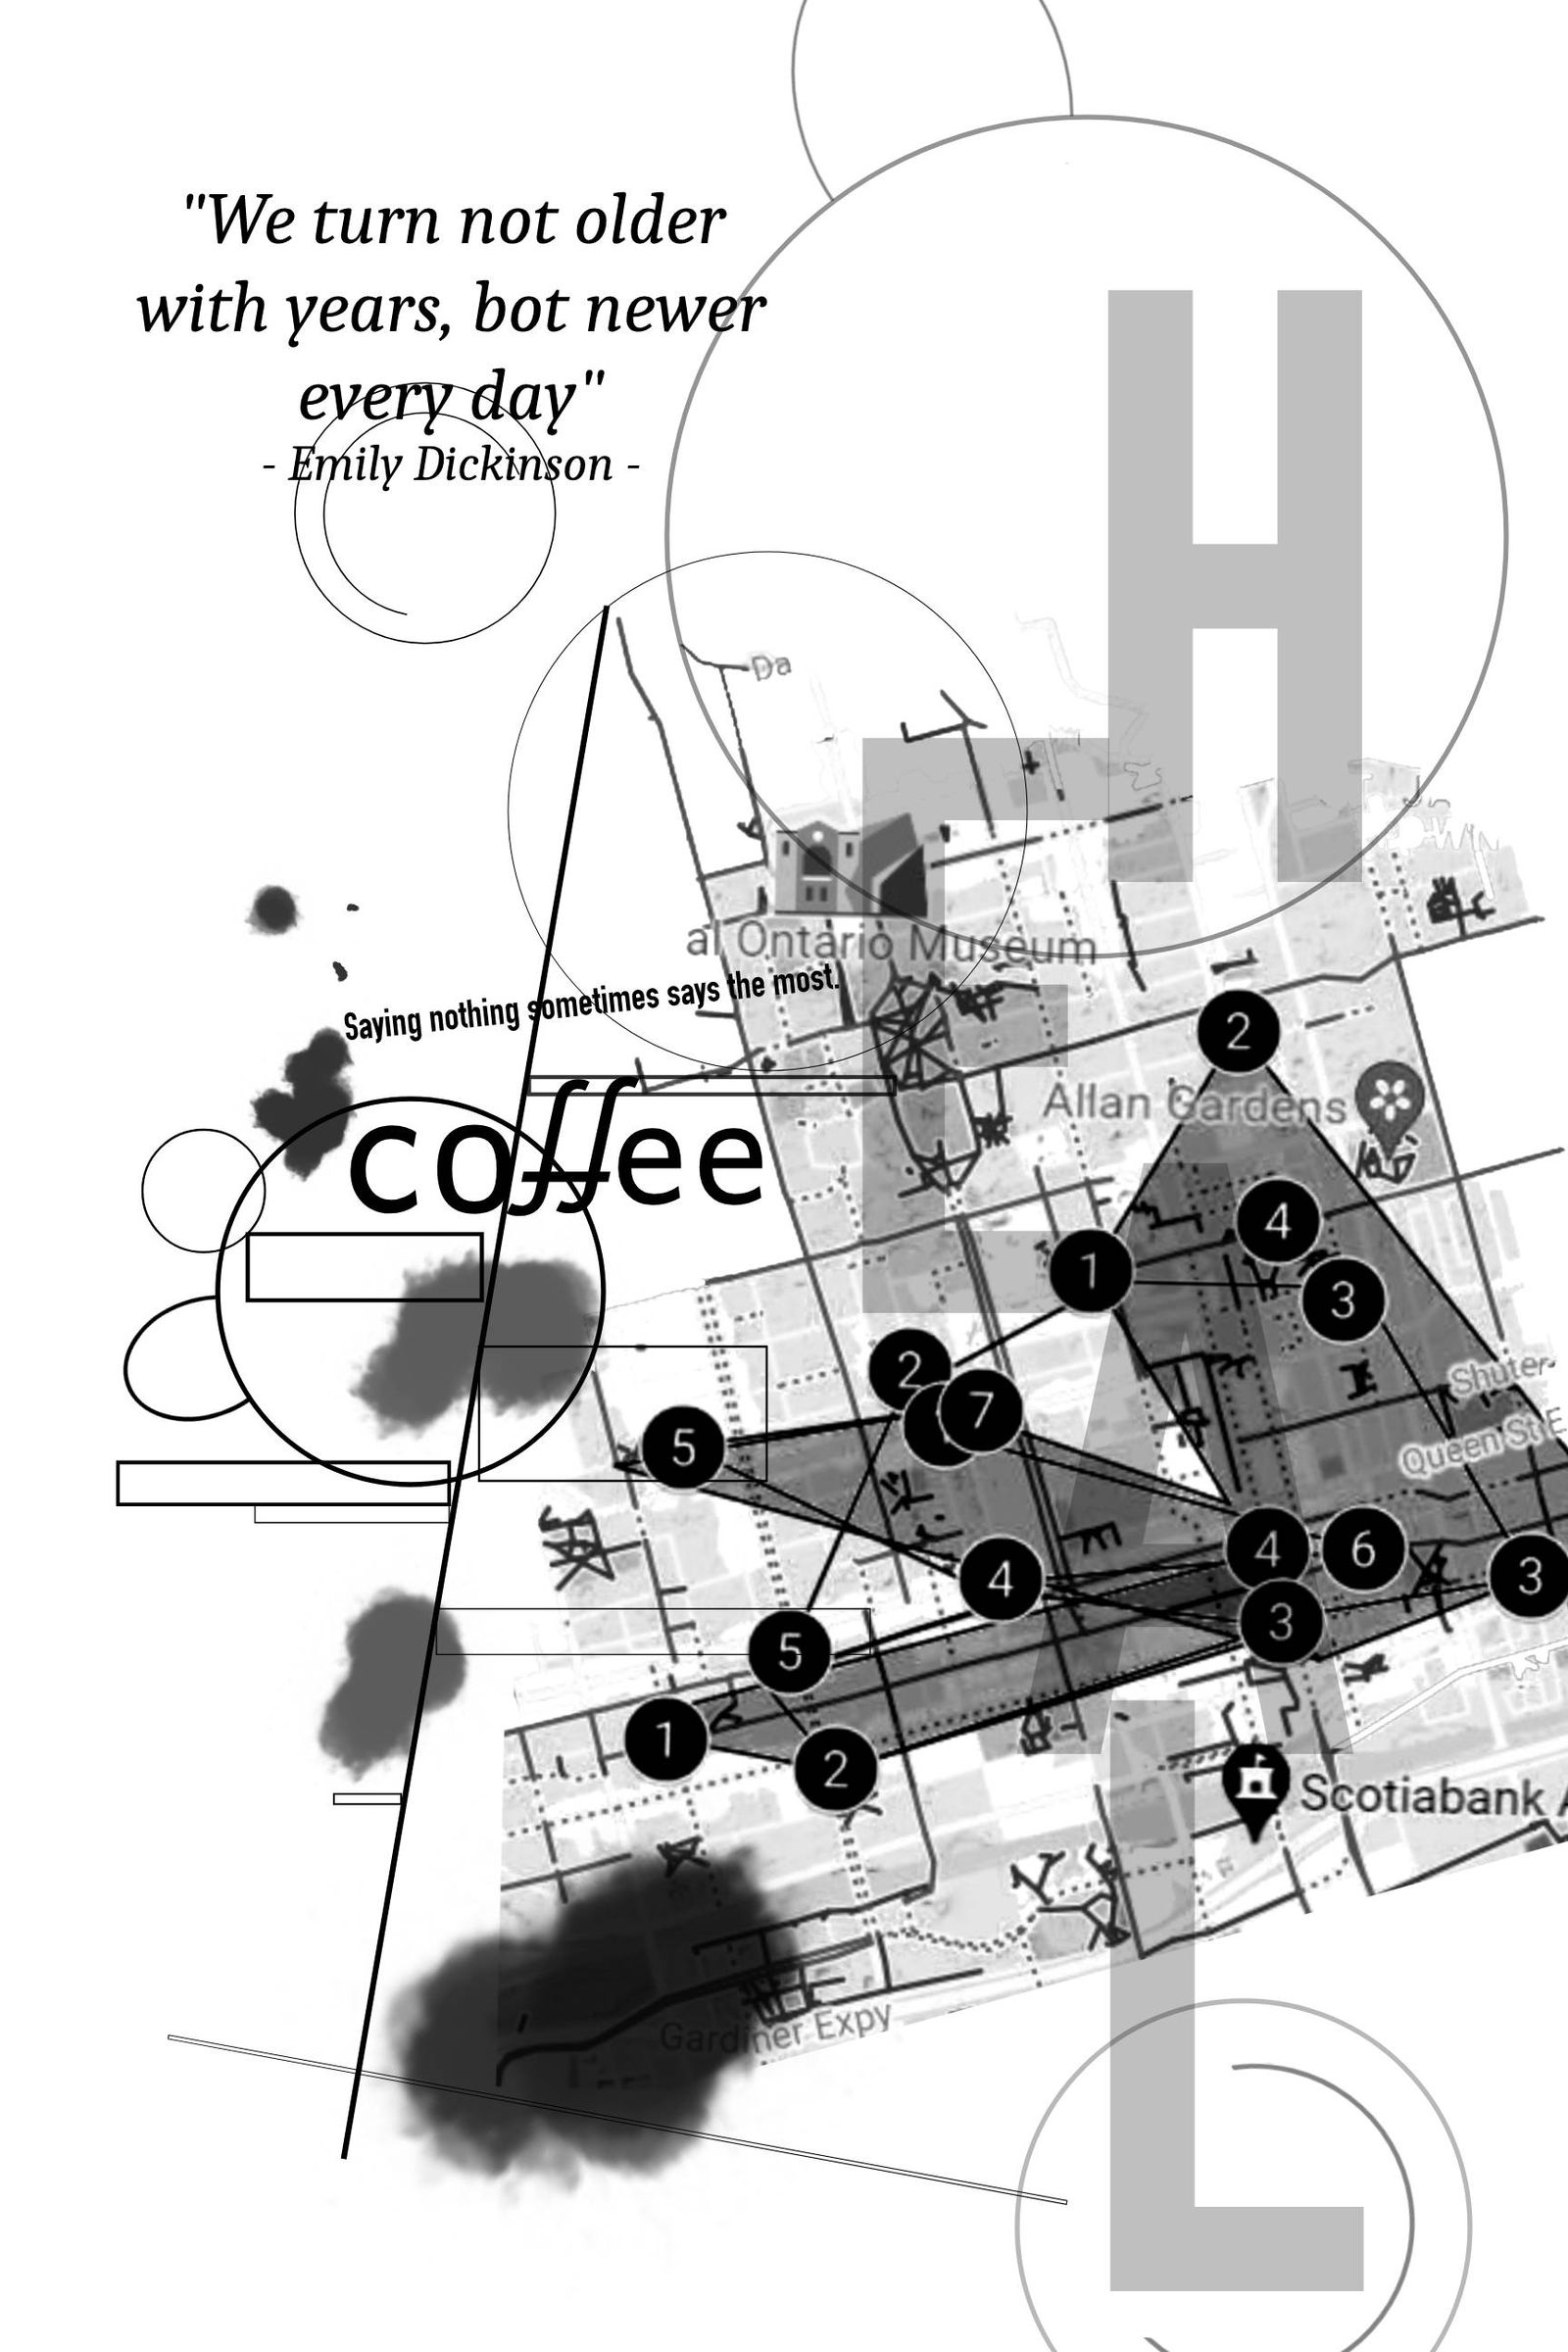 "We turn not older
with years, bot newer
every day"
- Emily Dickinson -
H
Da
E
al Ontario Museum
Saying nothing sometimes says the most.
2
Allan Gardens
coffee
4
1
3
A
2
7
5
Shuter
Queen St E
4
4
6
3
3
5
1
2
L
Scotiabank A
Gardiner Expy